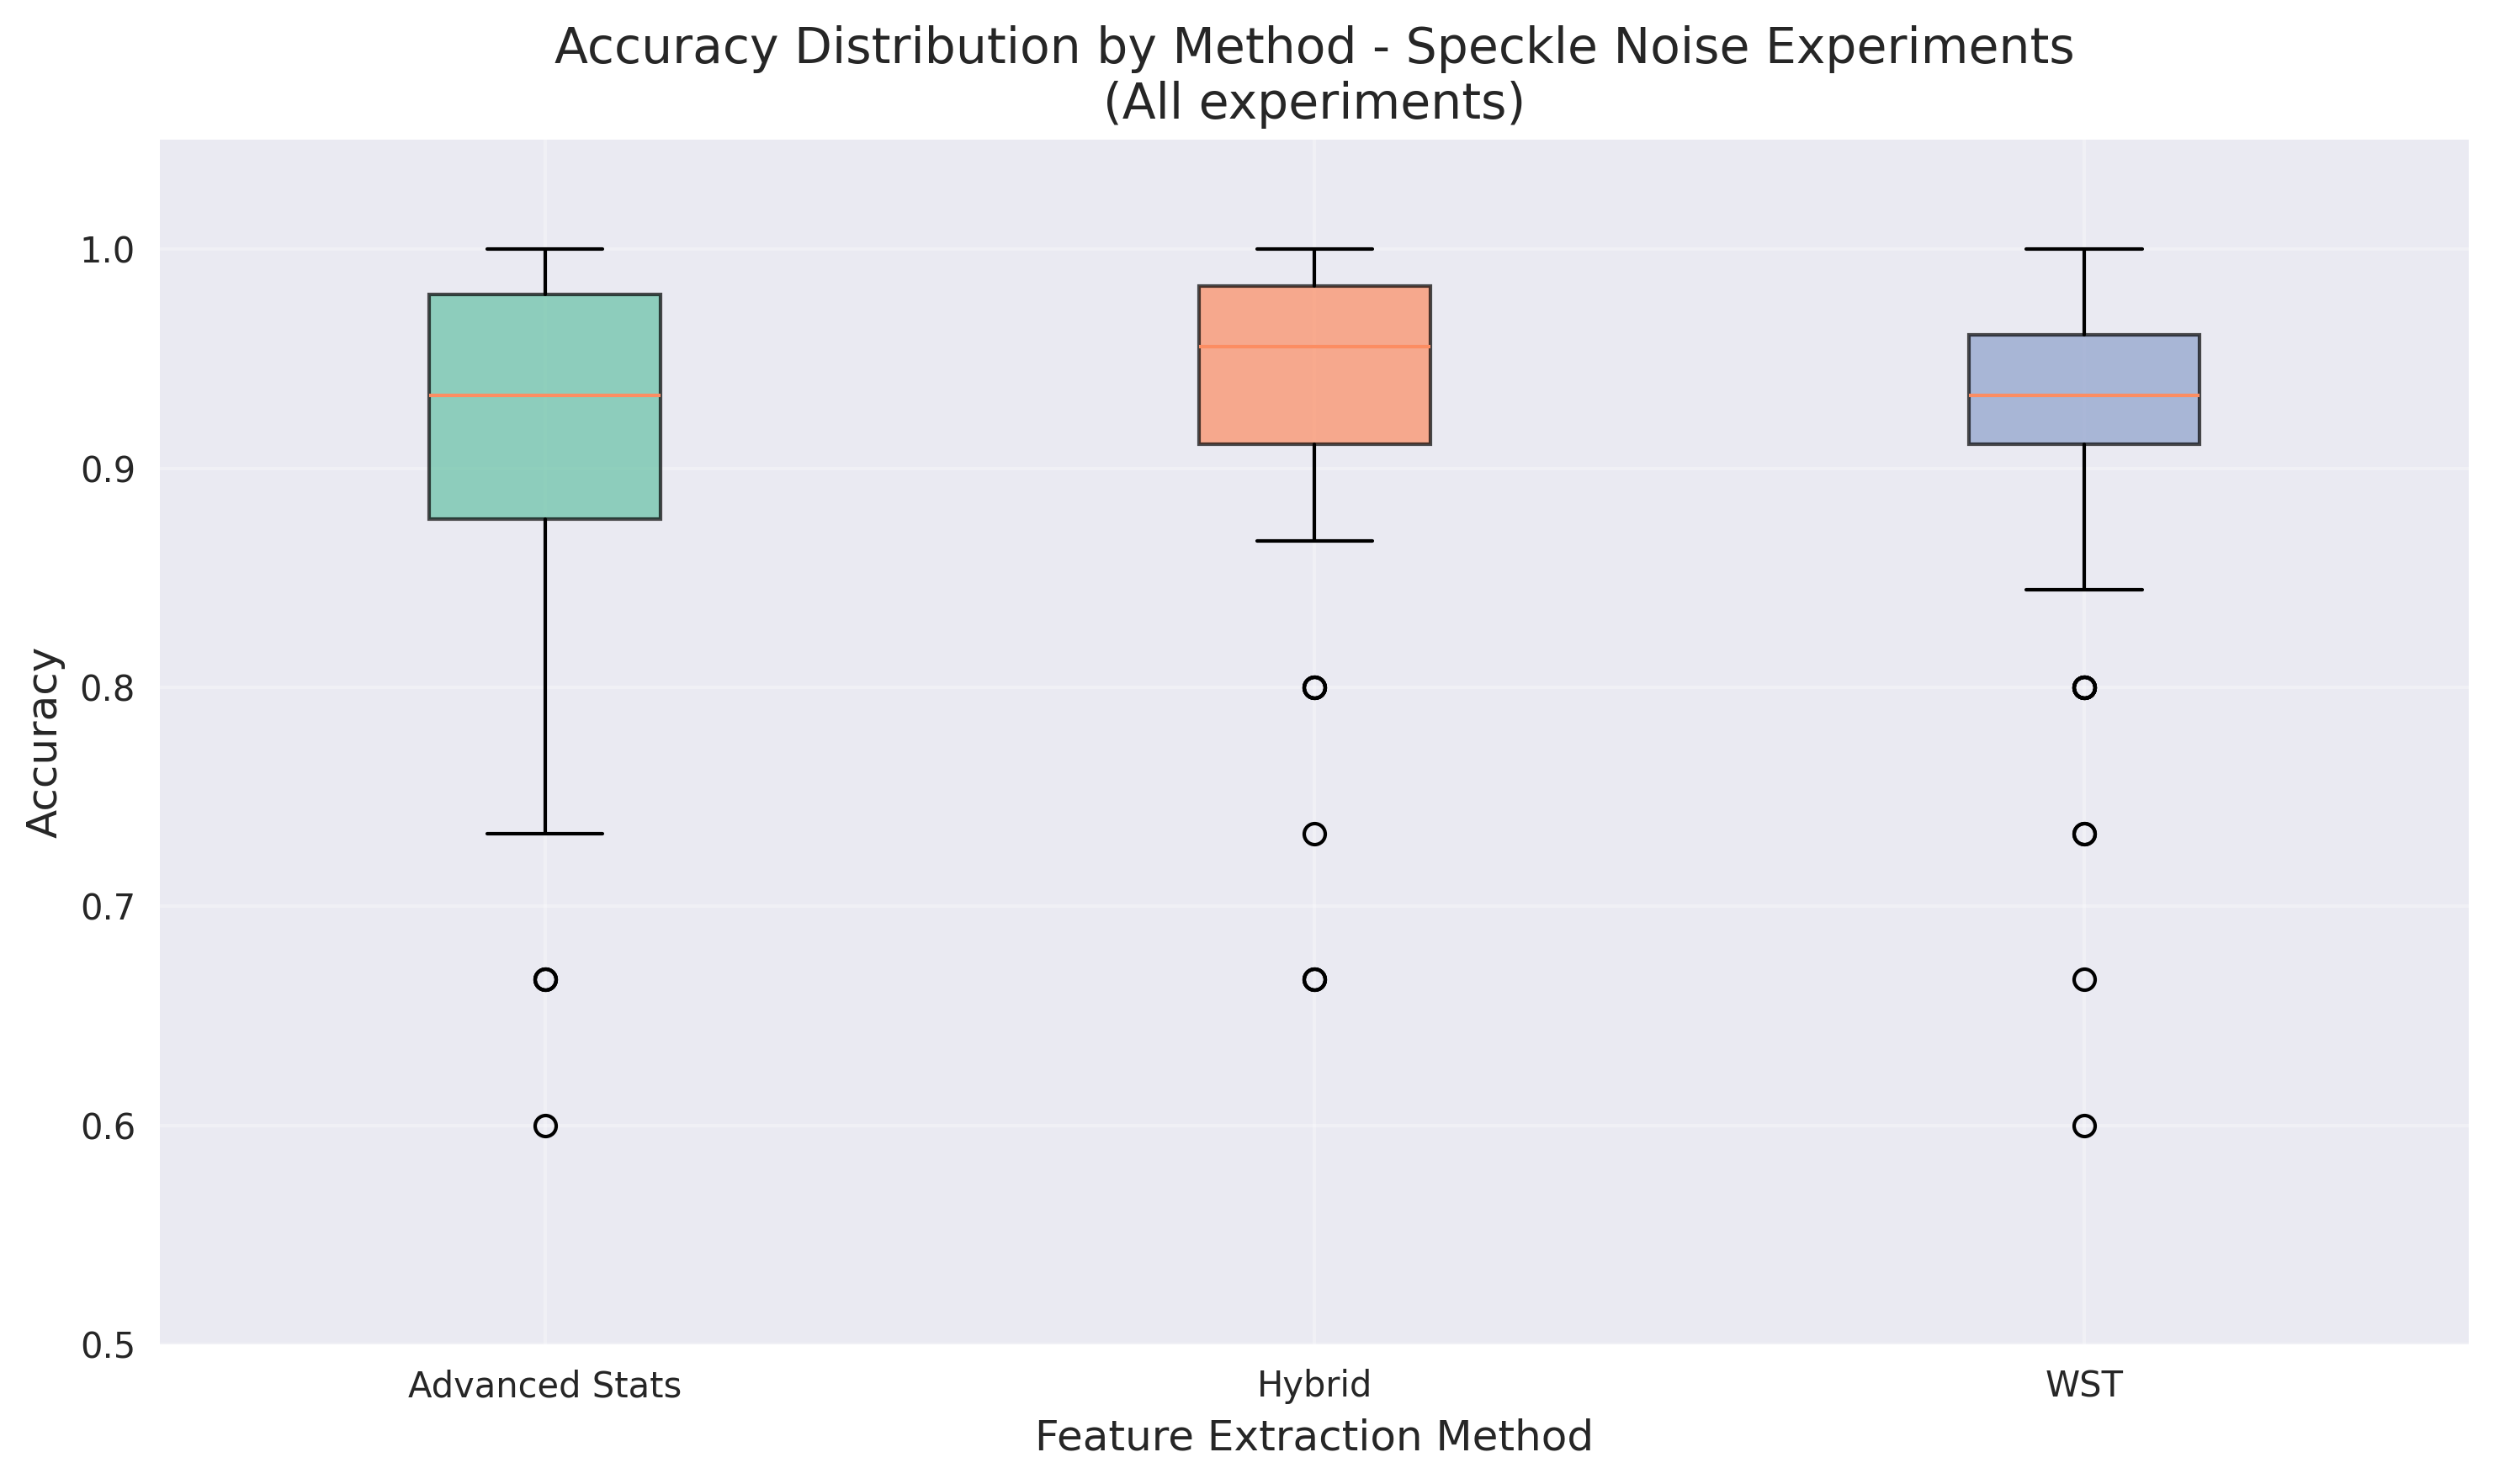 Accuracy Distribution by Method - Speckle Noise Experiments
(All experiments)
1.0
0.9
0.8
0.7
0.6
0.5
Accuracy
Advanced Stats
Hybrid
WST
Feature Extraction Method